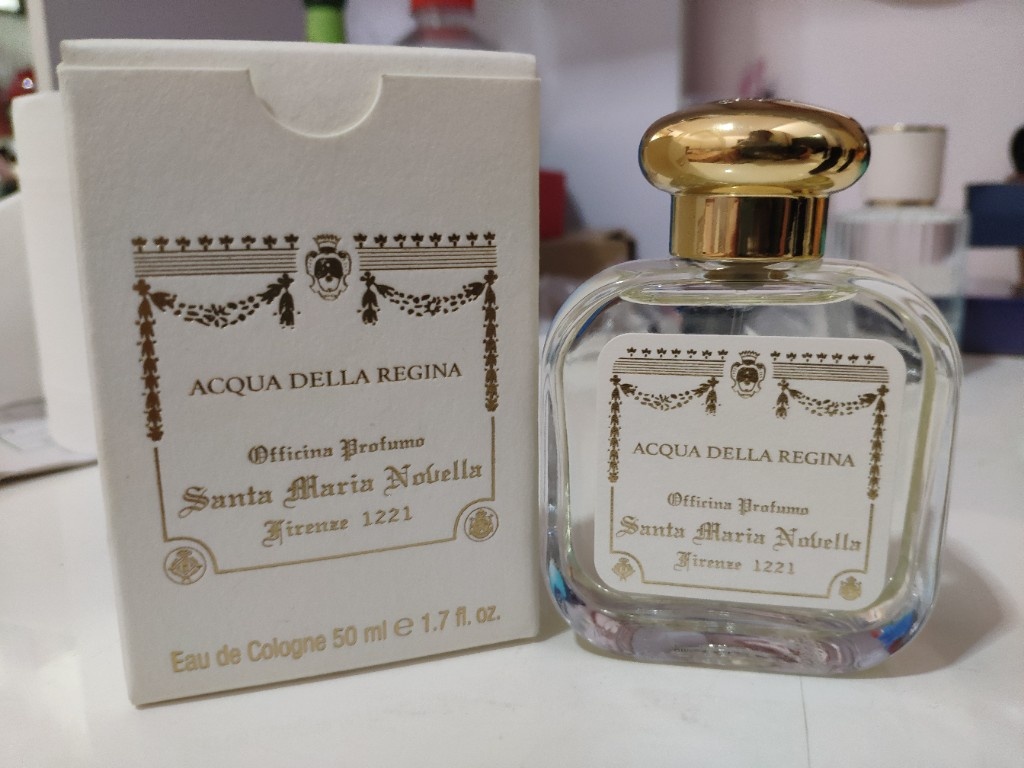 ACQUA DELLA REGINA
Officina Profumo
Santa Maria Novella
Firenze 1221
Eau de Cologne 50 ml ℮ 1.7 fl. oz.
ACQUA DELLA REGINA
Officina Profumo
Santa Maria Novella
Firenze 1221